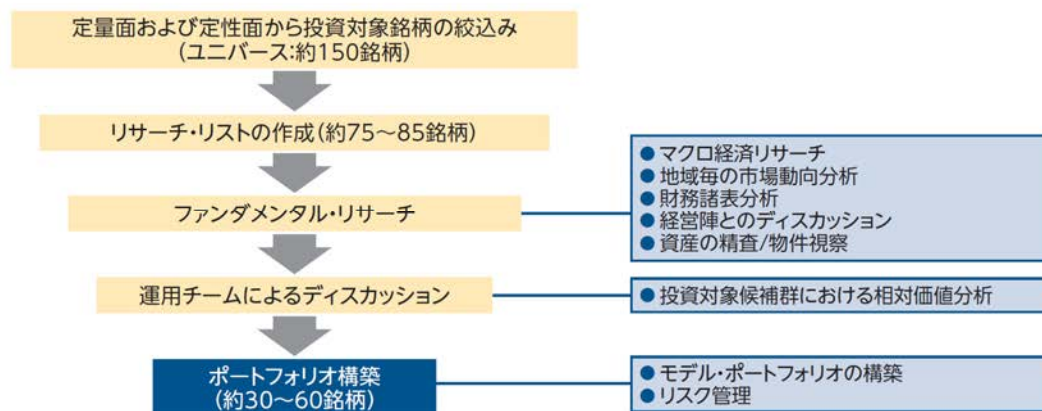 定量面および定性面から投資対象銘柄の絞込み
(ユニバース:約150銘柄)
リサーチ・リストの作成(約75〜85銘柄)
ファンダメンタル・リサーチ
● マクロ経済リサーチ
● 地域毎の市場動向分析
● 財務諸表分析
● 経営陣とのディスカッション
● 資産の精査/物件視察
運用チームによるディスカッション
● 投資対象候補群における相対価値分析
ポートフォリオ構築
(約30〜60銘柄)
● モデル・ポートフォリオの構築
● リスク管理